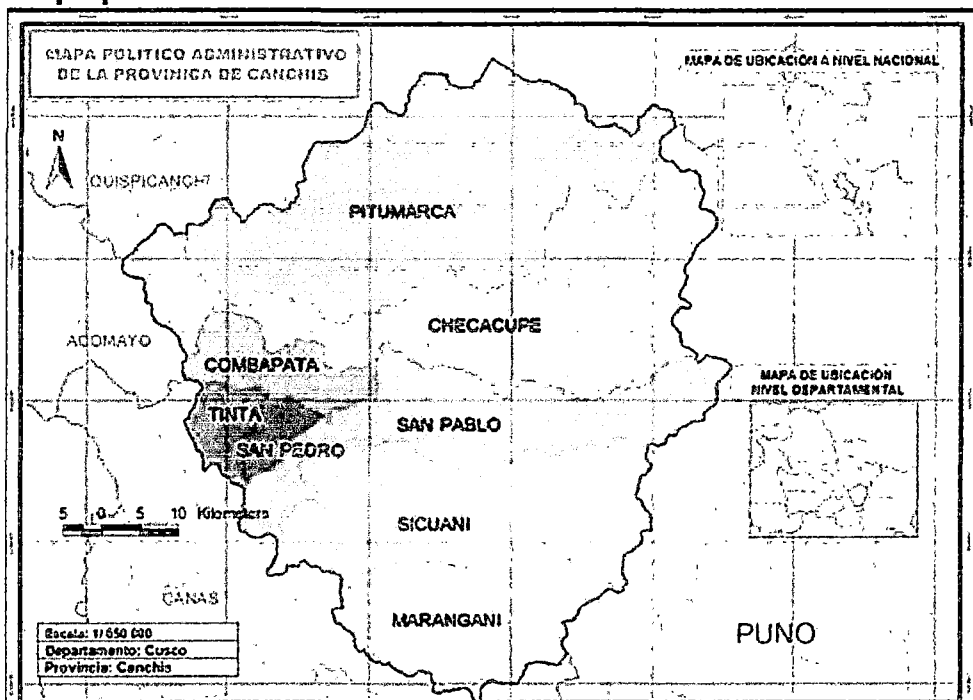 MAPA POLITICO ADMINISTRATIVO
DE LA PROVINICA DE CANCHIS
MAPA DE UBICACIÓN A NIVEL NACIONAL
N
QUISPICANCHI
PITUMARCA
CHECACUPE
ACOMAYO
COMBAPATA
MAPA DE UBICACIÓN
NIVEL DEPARTAMENTAL
TINTA
SAN PABLO
SAN PEDRO
5 0 5 10 Kilometers
SICUANI
CANAS
MARANGANI
PUNO
Escala: 1/650 000
Departamento: Cusco
Provincia: Canchis